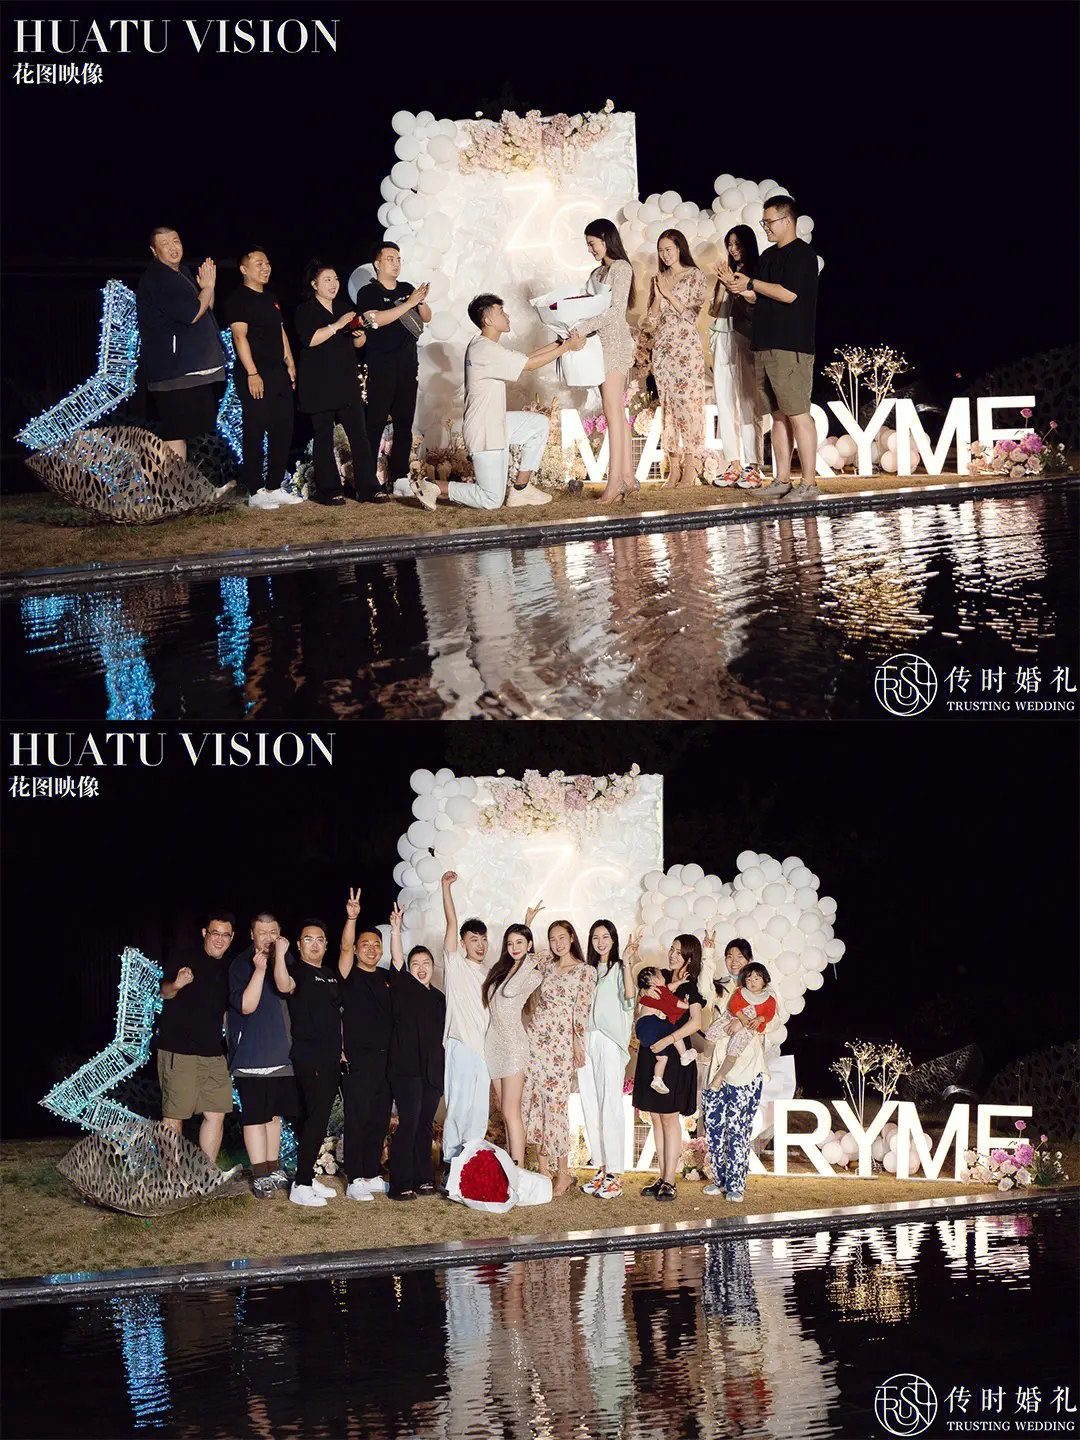 HUATU VISION
花图映像
MARRYME
传时婚礼
TRUSTING WEDDING
HUATU VISION
花图映像
MARRYME
传时婚礼
TRUSTING WEDDING